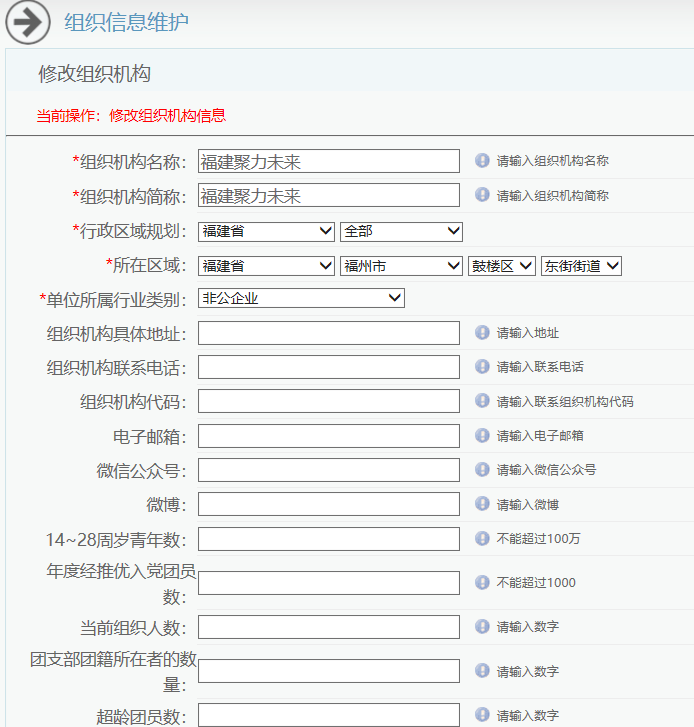 组织信息维护
修改组织机构
当前操作：修改组织机构信息
*组织机构名称： 福建聚力未来 请输入组织机构名称
*组织机构简称： 福建聚力未来 请输入组织机构简称
*行政区域规划： 福建省 全部
*所在区域： 福建省 福州市 鼓楼区 东街街道
*单位所属行业类别： 非公企业
组织机构具体地址： 请输入地址
组织机构联系电话： 请输入联系电话
组织机构代码： 请输入联系组织机构代码
电子邮箱： 请输入电子邮箱
微信公众号： 请输入微信公众号
微博： 请输入微博
14~28周岁青年数： 不能超过100万
年度经推优入党团员
数： 不能超过1000
当前组织人数： 请输入数字
团支部团籍所在者的数
量： 请输入数字
超龄团员数： 请输入数字